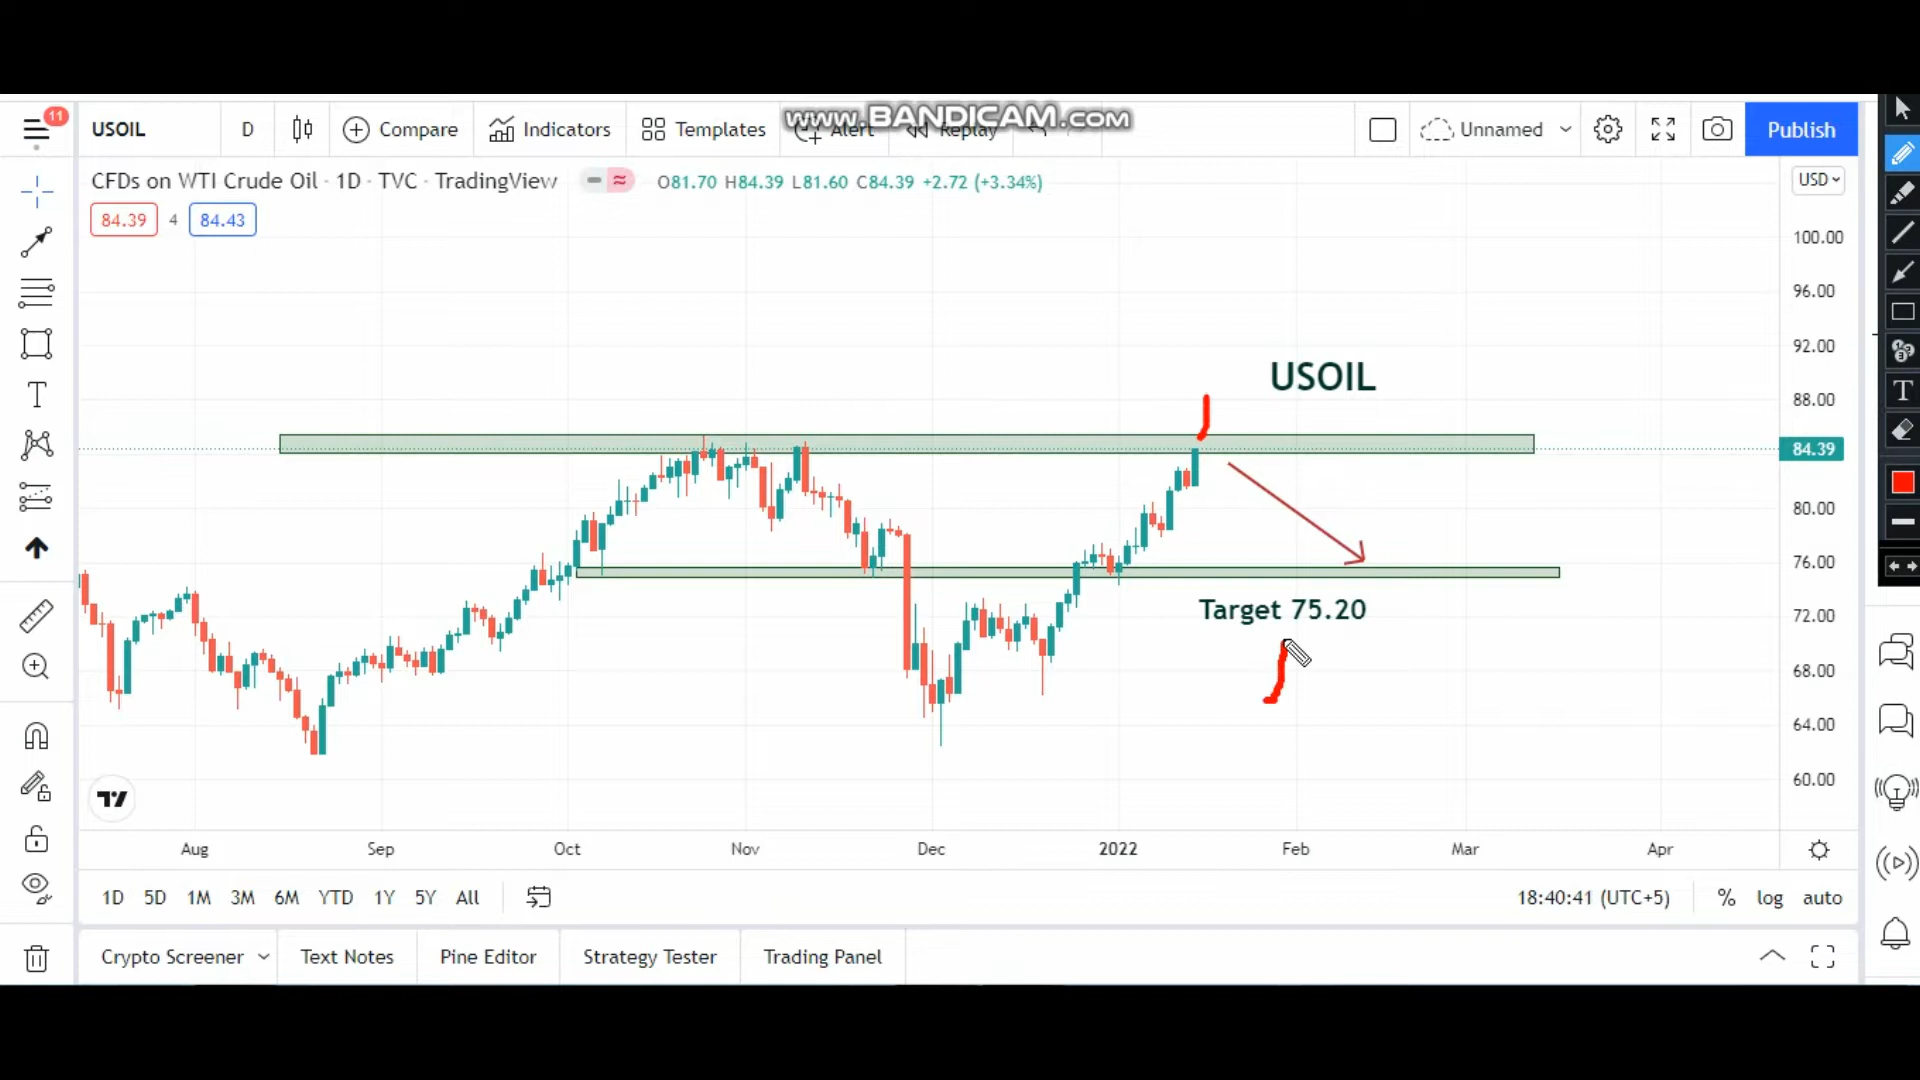 www.BANDICAM.com
11
USOIL D Compare Indicators Templates Alert Replay Unnamed Publish
CFDs on WTI Crude Oil · 1D · TVC · TradingView O81.70 H84.39 L81.60 C84.39 +2.72 (+3.34%)
USD
84.39 4 84.43
100.00
96.00
92.00
USOIL
88.00
84.39
80.00
76.00
Target 75.20
72.00
68.00
64.00
60.00
Aug Sep Oct Nov Dec 2022 Feb Mar Apr
1D 5D 1M 3M 6M YTD 1Y 5Y All 18:40:41 (UTC+5) % log auto
Crypto Screener Text Notes Pine Editor Strategy Tester Trading Panel